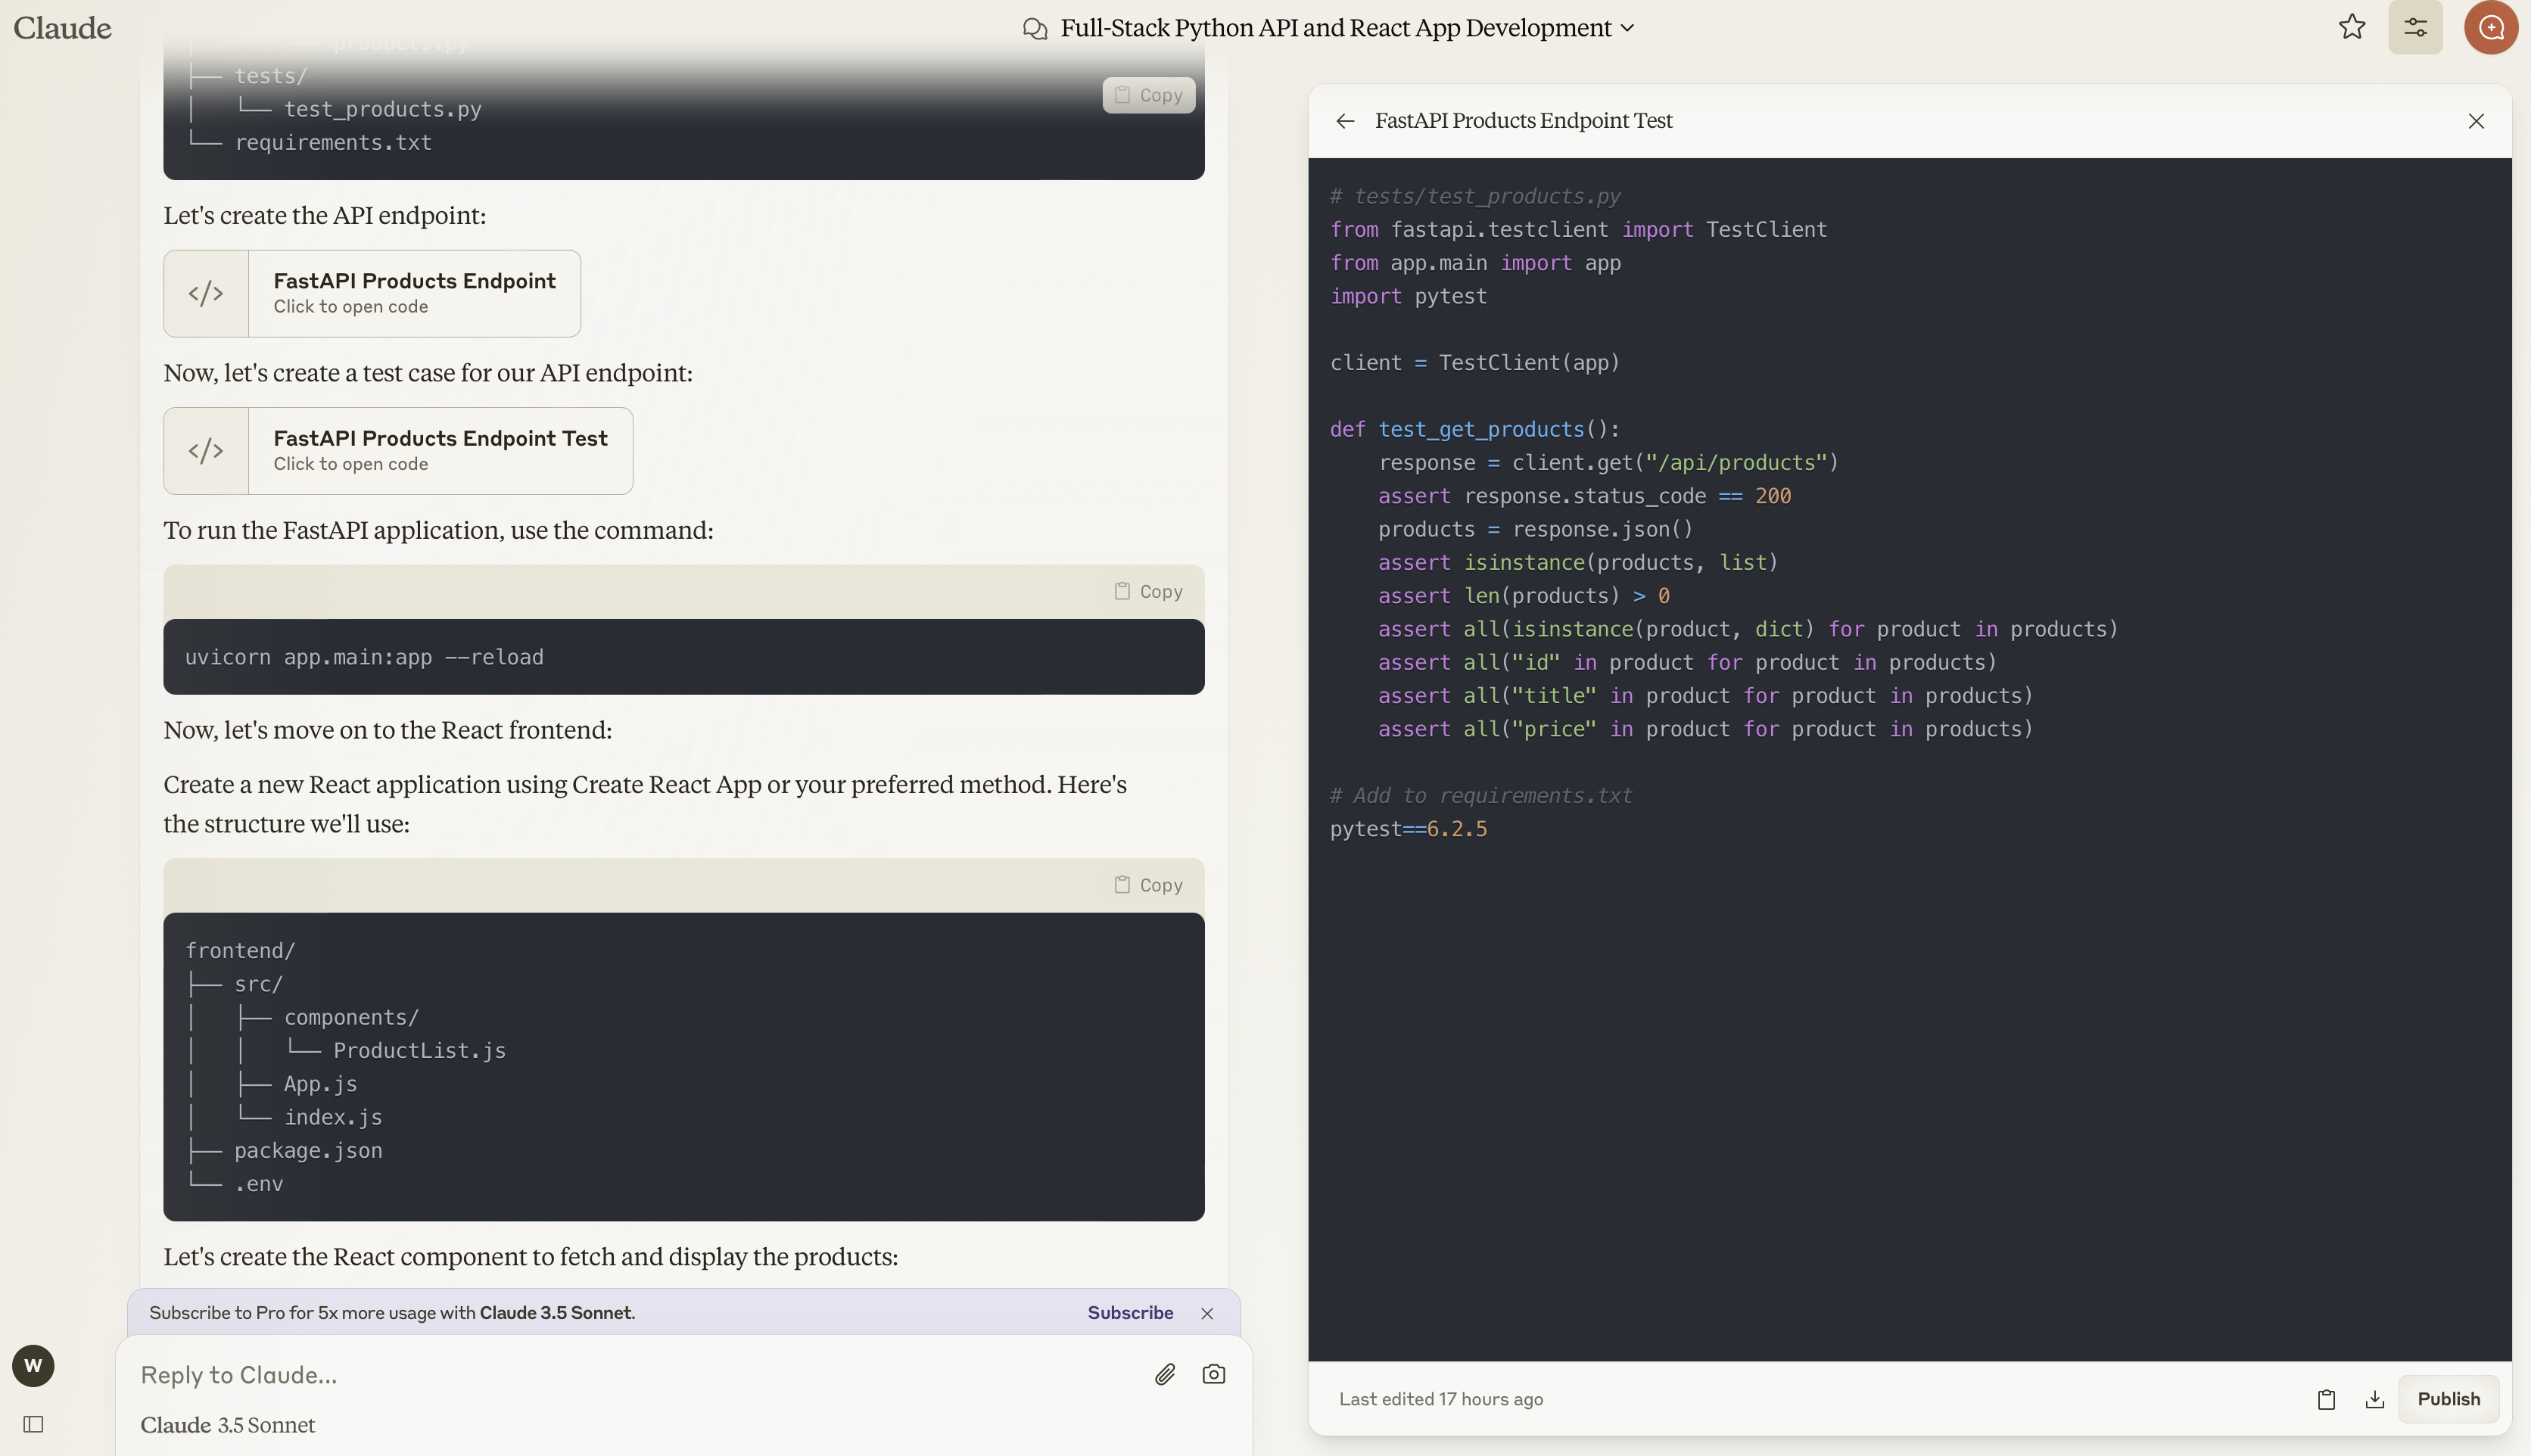 Claude
Full-Stack Python API and React App Development
│   │   └── products.py
├── tests/
│   └── test_products.py
└── requirements.txt
Copy
Let's create the API endpoint:
</>
FastAPI Products Endpoint
Click to open code
Now, let's create a test case for our API endpoint:
</>
FastAPI Products Endpoint Test
Click to open code
To run the FastAPI application, use the command:
Copy
uvicorn app.main:app --reload
Now, let's move on to the React frontend:
Create a new React application using Create React App or your preferred method. Here's
the structure we'll use:
Copy
frontend/
├── src/
│   ├── components/
│   │   └── ProductList.js
│   ├── App.js
│   └── index.js
├── package.json
└── .env
Let's create the React component to fetch and display the products:
Subscribe to Pro for 5x more usage with Claude 3.5 Sonnet.
Subscribe
W
Reply to Claude...
Claude 3.5 Sonnet
FastAPI Products Endpoint Test
# tests/test_products.py
from fastapi.testclient import TestClient
from app.main import app
import pytest
client = TestClient(app)
def test_get_products():
    response = client.get("/api/products")
    assert response.status_code == 200
    products = response.json()
    assert isinstance(products, list)
    assert len(products) > 0
    assert all(isinstance(product, dict) for product in products)
    assert all("id" in product for product in products)
    assert all("title" in product for product in products)
    assert all("price" in product for product in products)
# Add to requirements.txt
pytest==6.2.5
Last edited 17 hours ago
Publish